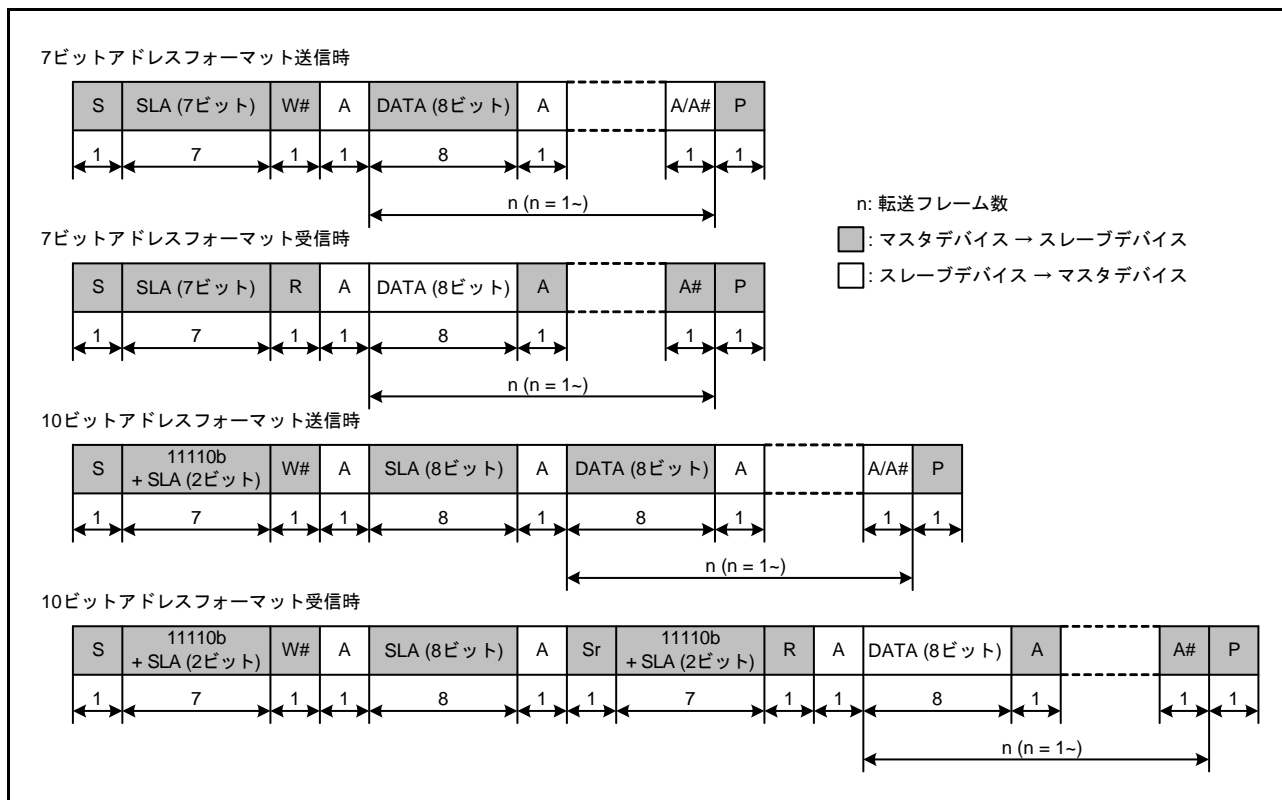 7ビットアドレスフォーマット送信時
S SLA (7ビット) W# A DATA (8ビット) A A/A# P
1 7 1 1 8 1 1 1
n (n = 1~)
n: 転送フレーム数
: マスタデバイス → スレーブデバイス
: スレーブデバイス → マスタデバイス
7ビットアドレスフォーマット受信時
S SLA (7ビット) R A DATA (8ビット) A A# P
1 7 1 1 8 1 1 1
n (n = 1~)
10ビットアドレスフォーマット送信時
S 11110b + SLA (2ビット) W# A SLA (8ビット) A DATA (8ビット) A A/A# P
1 7 1 1 8 1 8 1 1 1
n (n = 1~)
10ビットアドレスフォーマット受信時
S 11110b + SLA (2ビット) W# A SLA (8ビット) A Sr 11110b + SLA (2ビット) R A DATA (8ビット) A A# P
1 7 1 1 8 1 1 7 1 1 8 1 1 1
n (n = 1~)